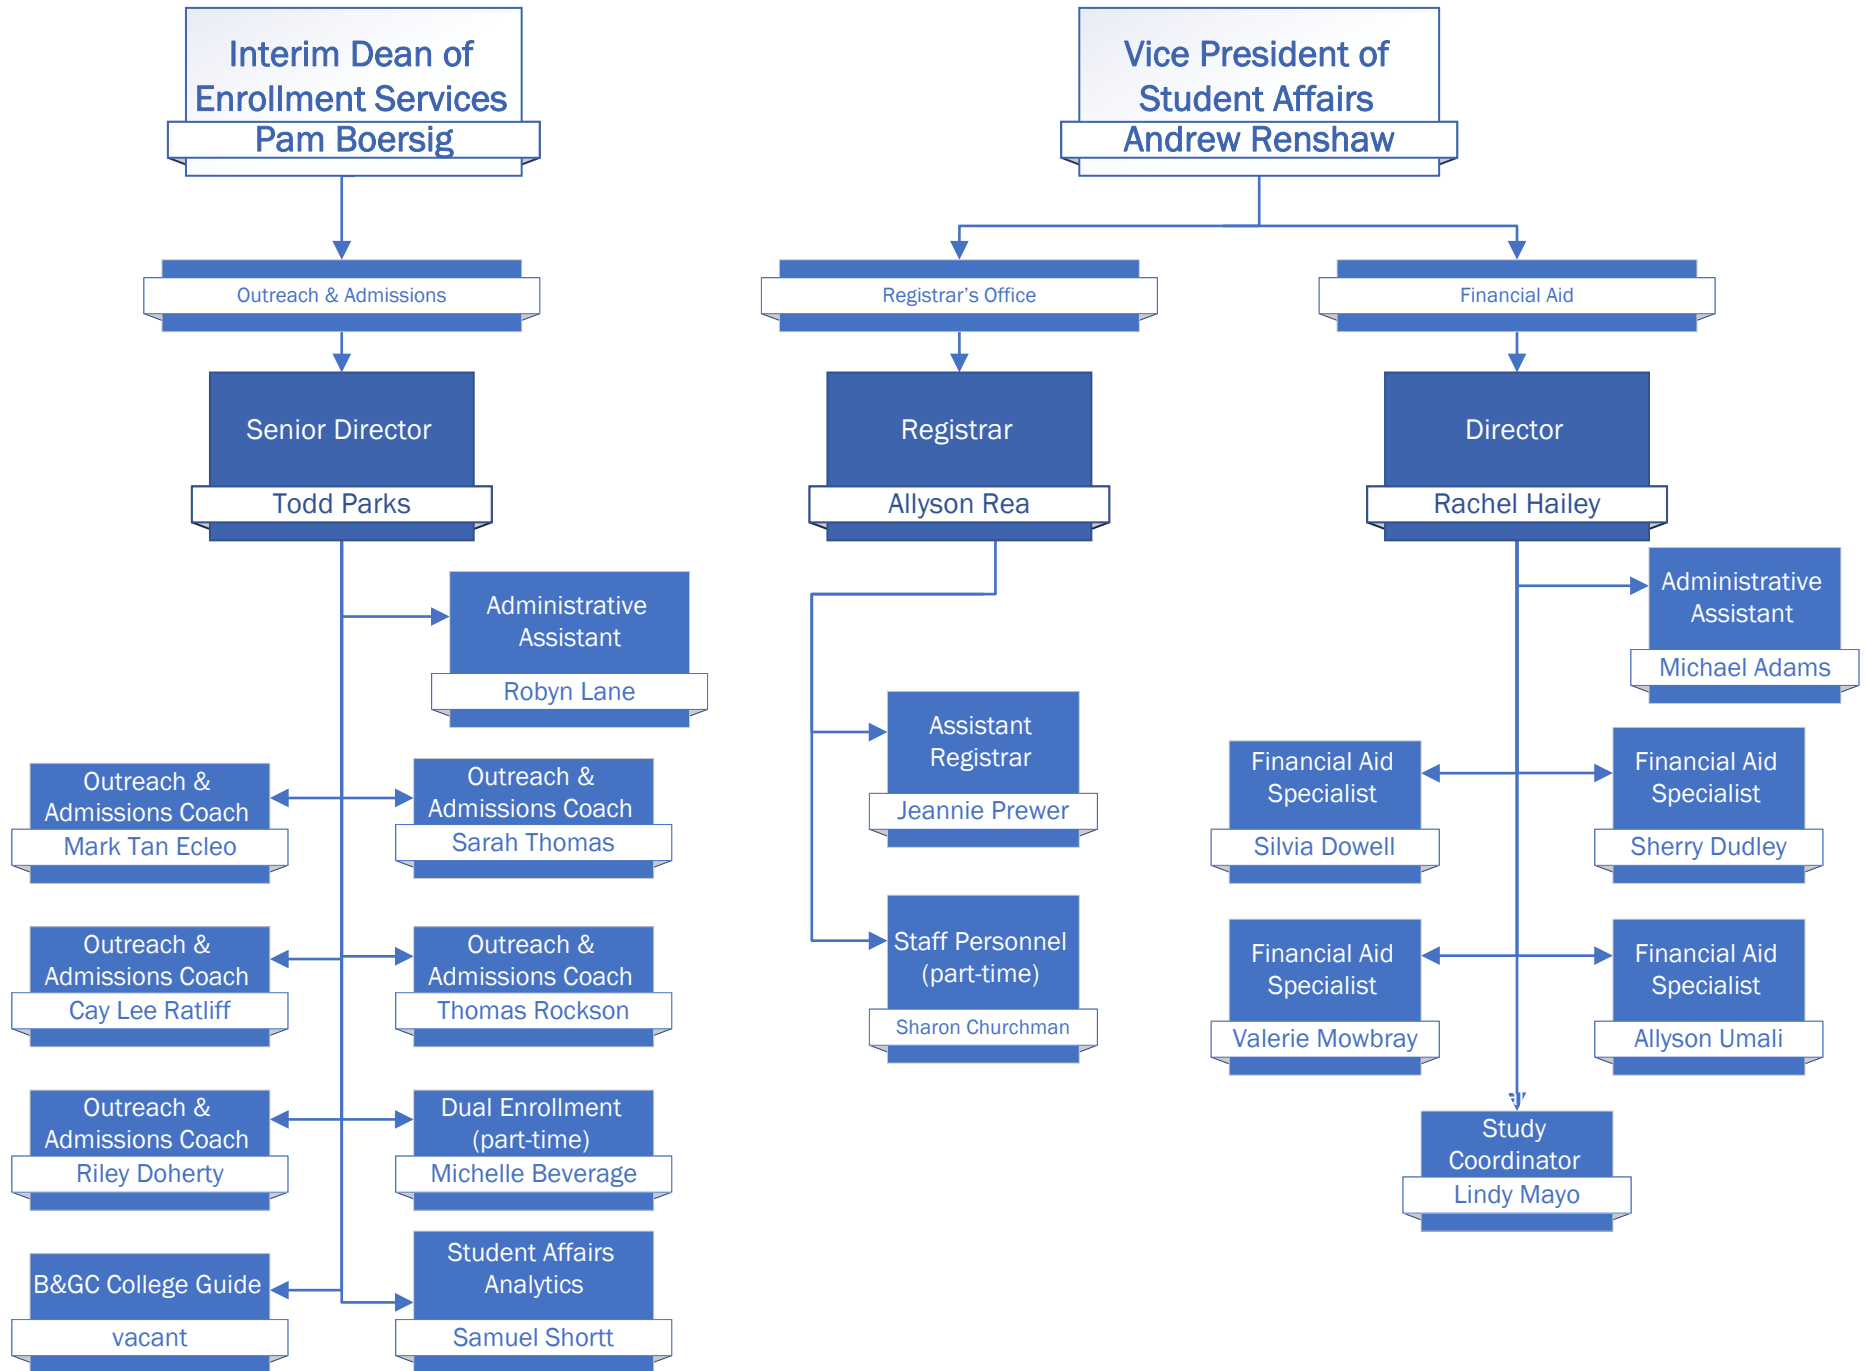 Interim Dean of
Enrollment Services
Pam Boersig
Vice President of
Student Affairs
Andrew Renshaw
Outreach & Admissions
Registrar’s Office
Financial Aid
Senior Director
Todd Parks
Registrar
Allyson Rea
Director
Rachel Hailey
Administrative
Assistant
Robyn Lane
Outreach &
Admissions Coach
Mark Tan Ecleo
Outreach &
Admissions Coach
Sarah Thomas
Outreach &
Admissions Coach
Cay Lee Ratliff
Outreach &
Admissions Coach
Thomas Rockson
Outreach &
Admissions Coach
Riley Doherty
Dual Enrollment
(part-time)
Michelle Beverage
B&GC College Guide
vacant
Student Affairs
Analytics
Samuel Shortt
Assistant
Registrar
Jeannie Prewer
Staff Personnel
(part-time)
Sharon Churchman
Administrative
Assistant
Michael Adams
Financial Aid
Specialist
Silvia Dowell
Financial Aid
Specialist
Sherry Dudley
Financial Aid
Specialist
Valerie Mowbray
Financial Aid
Specialist
Allyson Umali
Study
Coordinator
Lindy Mayo